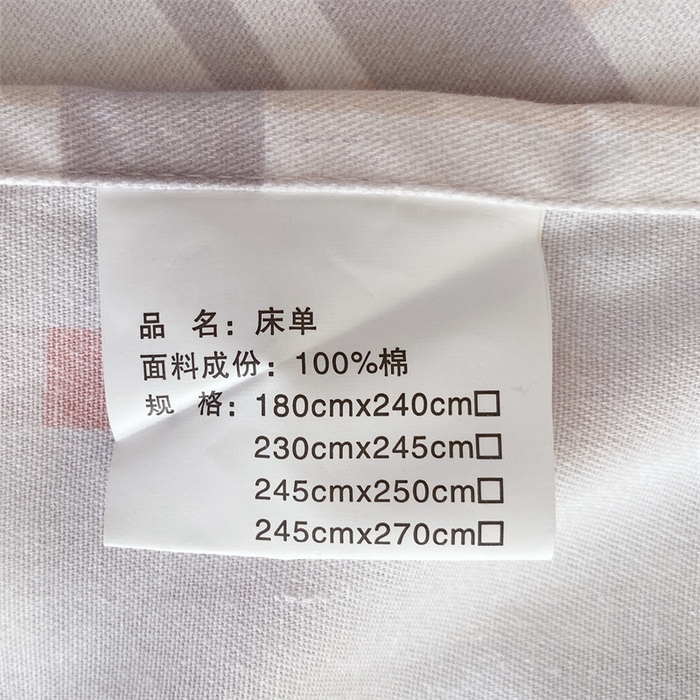 品 名：床单
面料成份：100%棉
规 格：180cmx240cm□
230cmx245cm□
245cmx250cm□
245cmx270cm□